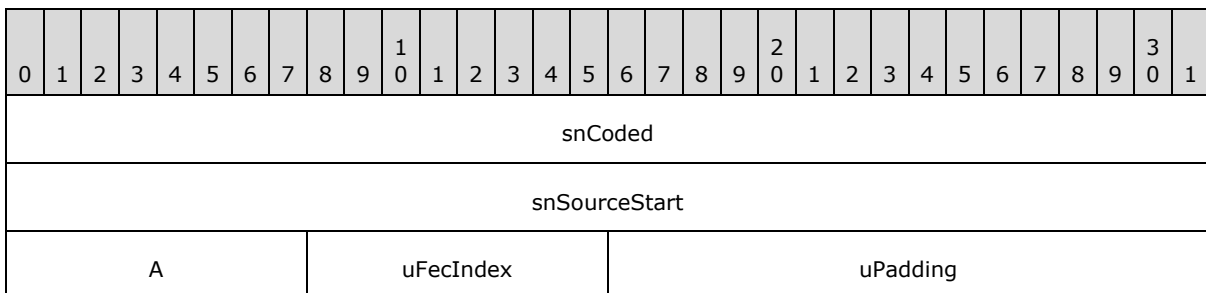 1 2 3
0 1 2 3 4 5 6 7 8 9 0 1 2 3 4 5 6 7 8 9 0 1 2 3 4 5 6 7 8 9 0 1
snCoded
snSourceStart
A uFecIndex uPadding